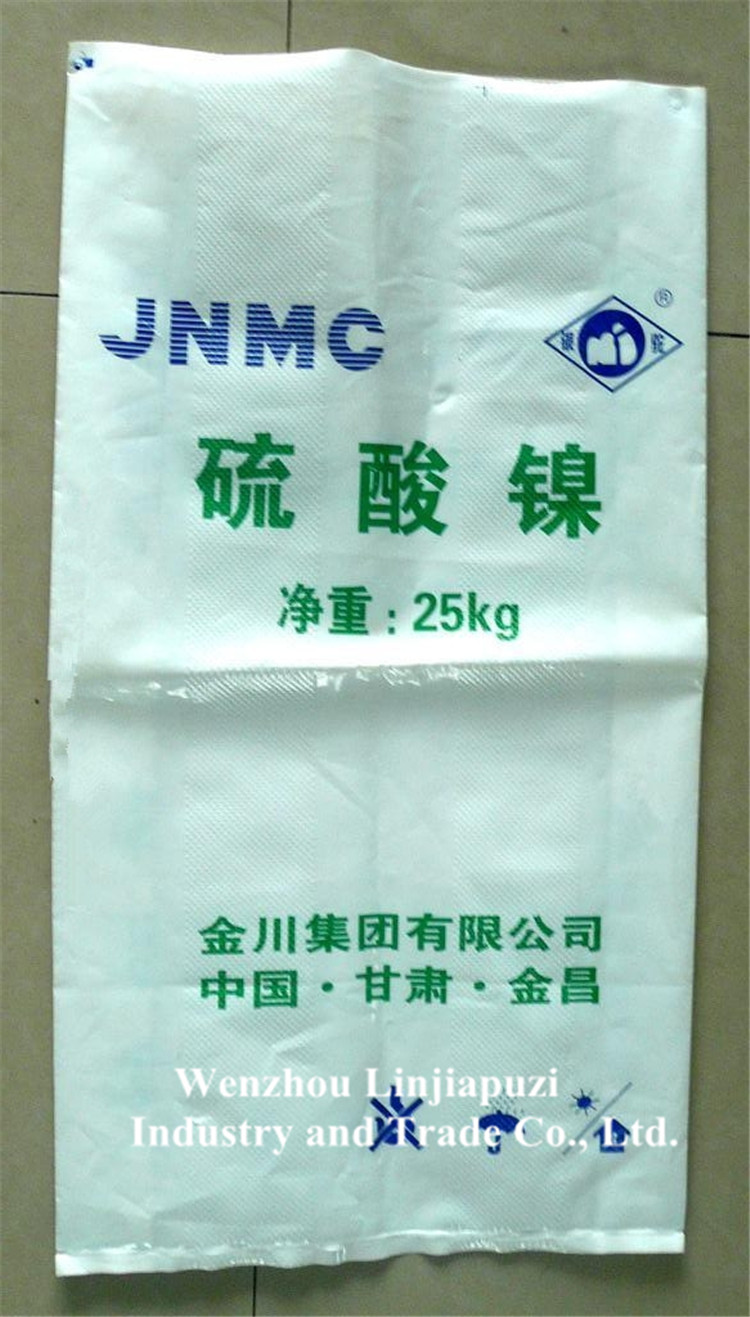 JNMC
®
硫酸镍
净重：25kg
金川集团有限公司
中国·甘肃·金昌
Wenzhou Linjiapuzi
Industry and Trade Co., Ltd.